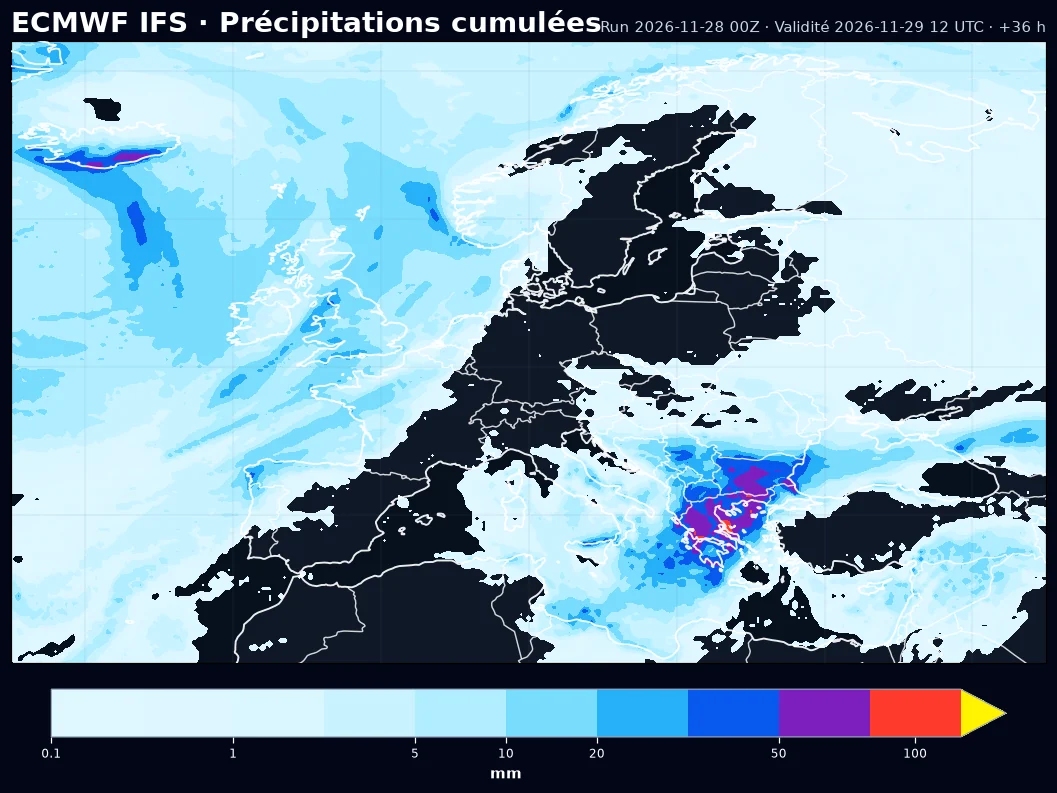 ECMWF IFS · Précipitations cumulées
Run 2026-11-28 00Z · Validité 2026-11-29 12 UTC · +36 h
0.1 1 5 10 20 50 100
mm